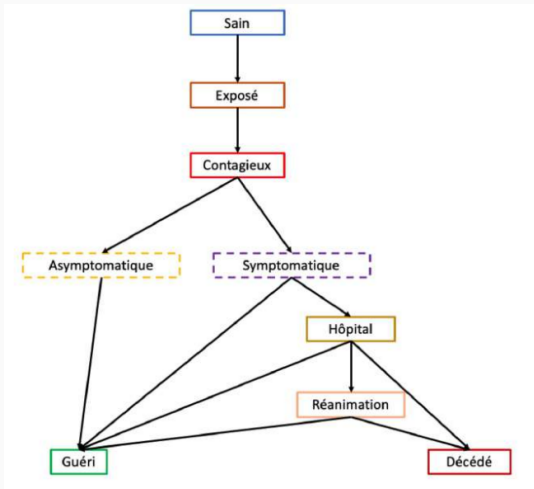 Sain
Exposé
Contagieux
Asymptomatique
Symptomatique
Hôpital
Réanimation
Guéri
Décédé